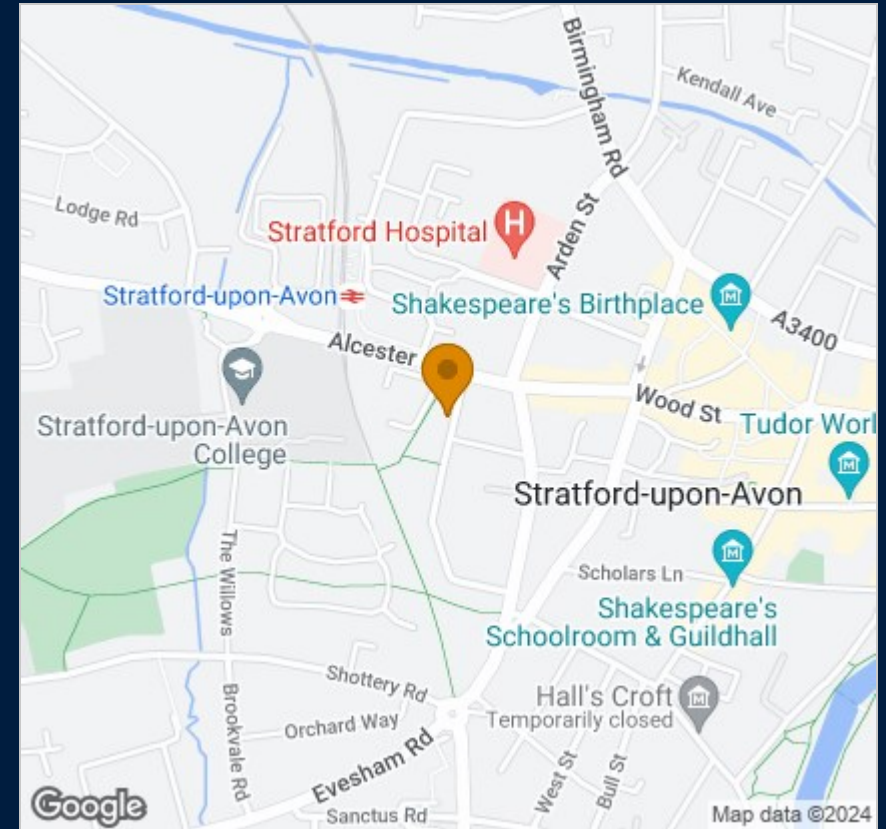 Birmingham Rd
Kendall Ave
Lodge Rd
Stratford Hospital
H
Arden St
Stratford-upon-Avon
Shakespeare's Birthplace
A3400
Alcester
Wood St
Stratford-upon-Avon
College
Tudor Worl
Stratford-upon-Avon
The Willows
Scholars Ln
Shakespeare's
Schoolroom & Guildhall
Shottery Rd
Hall's Croft
Temporarily closed
Brookvale Rd
Orchard Way
Evesham Rd
West St
Bull St
Sanctus Rd
Google
Map data ©2024